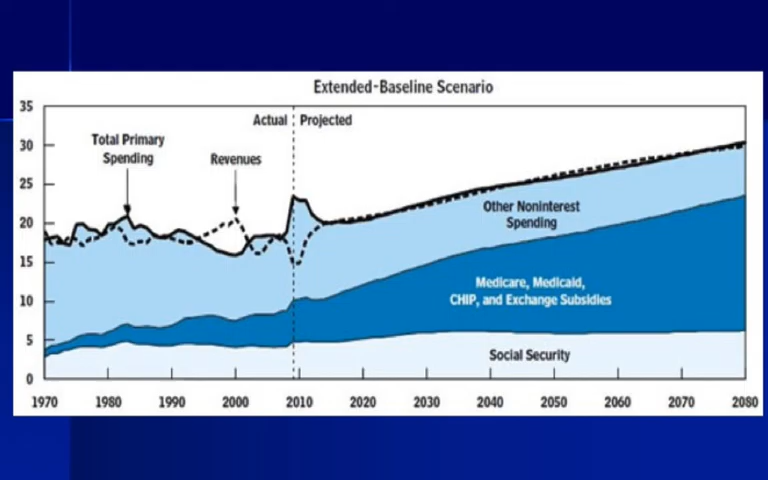 Extended-Baseline Scenario
35
Actual Projected
30
Total Primary
Spending
Revenues
25
20
Other Noninterest
Spending
15
Medicare, Medicaid,
CHIP, and Exchange Subsidies
10
5
Social Security
0
1970 1980 1990 2000 2010 2020 2030 2040 2050 2060 2070 2080